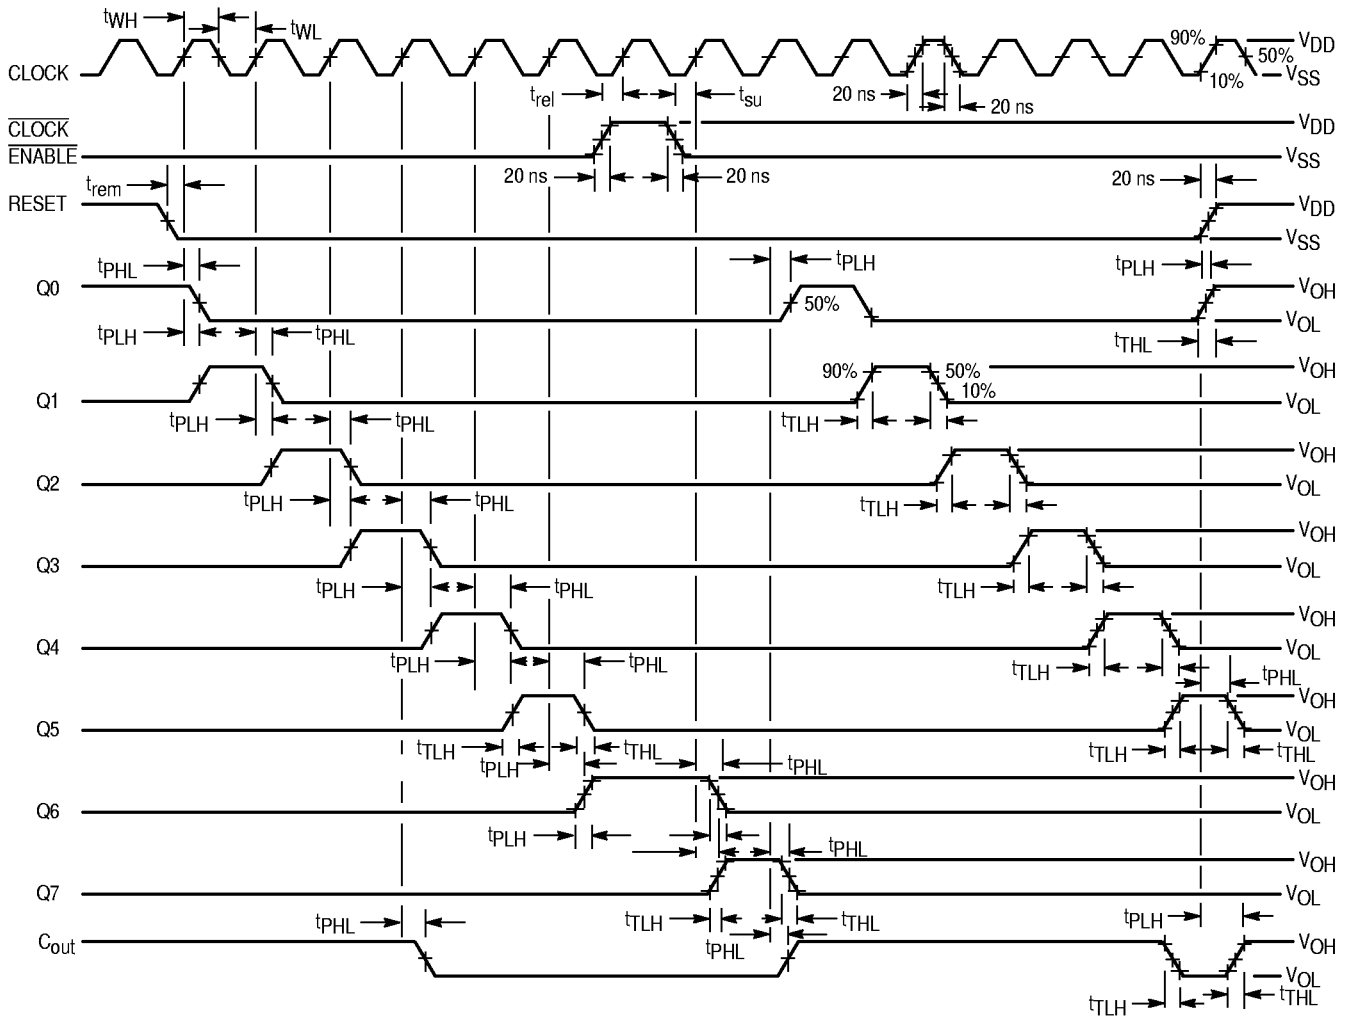 tWH
tWL
90%
VDD
50%
CLOCK
10%
VSS
trel
tsu
20 ns
20 ns
CLOCK
VDD
ENABLE
VSS
20 ns
20 ns
20 ns
trem
RESET
VDD
VSS
tPHL
tPLH
tPLH
Q0
VOH
50%
VOL
tPLH
tPHL
tTHL
VOH
90%
50%
10%
Q1
VOL
tPLH
tPHL
tTLH
VOH
Q2
VOL
tPLH
tPHL
tTLH
VOH
Q3
VOL
tPLH
tPHL
tTLH
VOH
Q4
VOL
tPLH
tPHL
tTLH
tPHL
VOH
Q5
VOL
tTLH
tTHL
tTLH
tTHL
tPLH
tPHL
VOH
Q6
VOL
tPLH
tPHL
VOH
Q7
VOL
tPHL
tTLH
tTHL
tPLH
tPHL
Cout
VOH
VOL
tTLH
tTHL